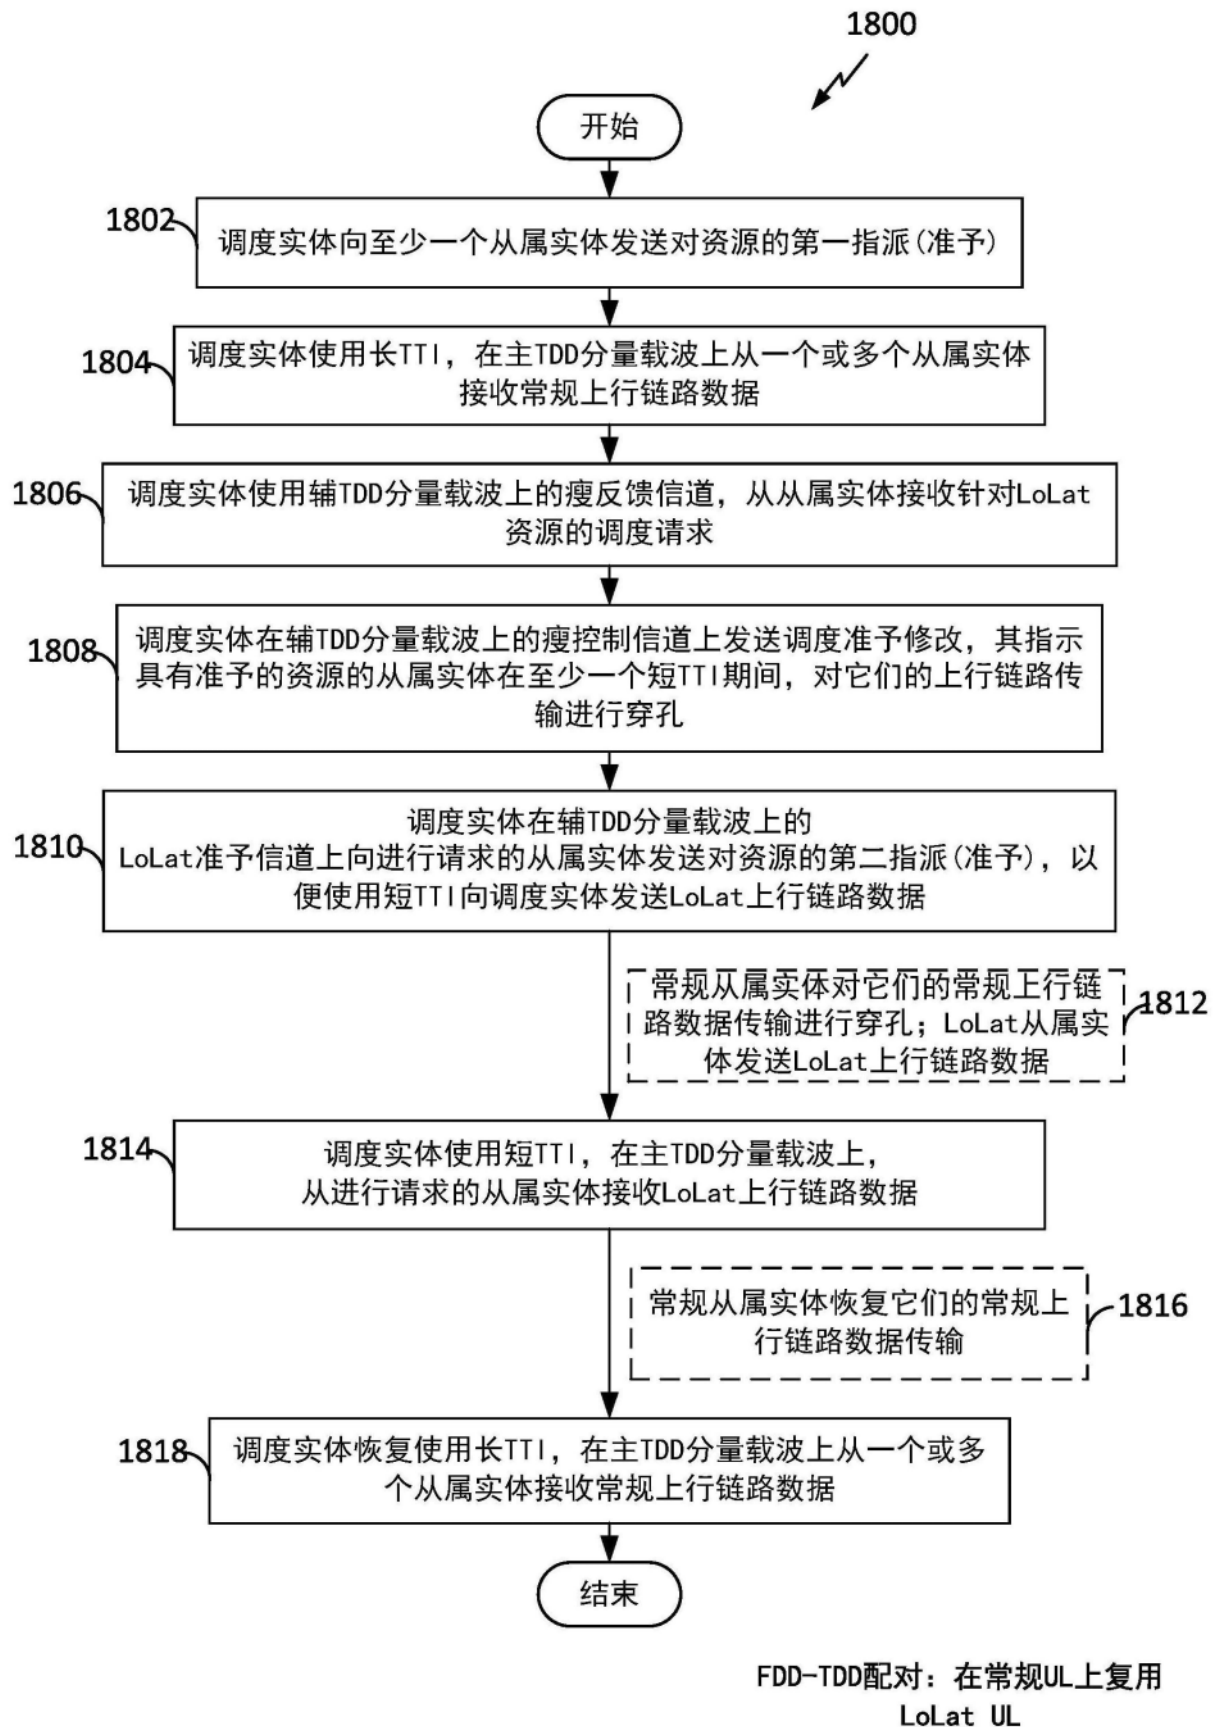 1800
开始
1802
调度实体向至少一个从属实体发送对资源的第一指派(准予)
1804
调度实体使用长TTI，在主TDD分量载波上从一个或多个从属实体
接收常规上行链路数据
1806
调度实体使用辅TDD分量载波上的瘦反馈信道，从从属实体接收针对LoLat
资源的调度请求
1808
调度实体在辅TDD分量载波上的瘦控制信道上发送调度准予修改，其指示
具有准予的资源的从属实体在至少一个短TTI期间，对它们的上行链路传
输进行穿孔
1810
调度实体在辅TDD分量载波上的
LoLat准予信道上向进行请求的从属实体发送对资源的第二指派(准予)，以
便使用短TTI向调度实体发送LoLat上行链路数据
常规从属实体对它们的常规上行链
路数据传输进行穿孔；LoLat从属实
体发送LoLat上行链路数据
1812
1814
调度实体使用短TTI，在主TDD分量载波上，
从进行请求的从属实体接收LoLat上行链路数据
常规从属实体恢复它们的常规上
行链路数据传输
1816
1818
调度实体恢复使用长TTI，在主TDD分量载波上从一个或多
个从属实体接收常规上行链路数据
结束
FDD-TDD配对：在常规UL上复用
LoLat UL